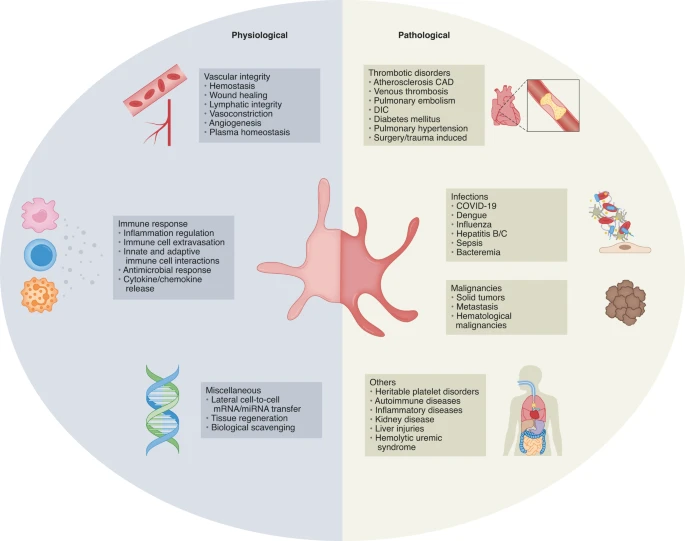 Physiological
Vascular integrity
• Hemostasis
• Wound healing
• Lymphatic integrity
• Vasoconstriction
• Angiogenesis
• Plasma homeostasis
Immune response
• Inflammation regulation
• Immune cell extravasation
• Innate and adaptive
immune cell interactions
• Antimicrobial response
• Cytokine/chemokine
release
Miscellaneous
• Lateral cell-to-cell
mRNA/miRNA transfer
• Tissue regeneration
• Biological scavenging
Pathological
Thrombotic disorders
• Atherosclerosis CAD
• Venous thrombosis
• Pulmonary embolism
• DIC
• Diabetes mellitus
• Pulmonary hypertension
• Surgery/trauma induced
Infections
• COVID-19
• Dengue
• Influenza
• Hepatitis B/C
• Sepsis
• Bacteremia
Malignancies
• Solid tumors
• Metastasis
• Hematological
malignancies
Others
• Heritable platelet disorders
• Autoimmune diseases
• Inflammatory diseases
• Kidney disease
• Liver injuries
• Hemolytic uremic
syndrome